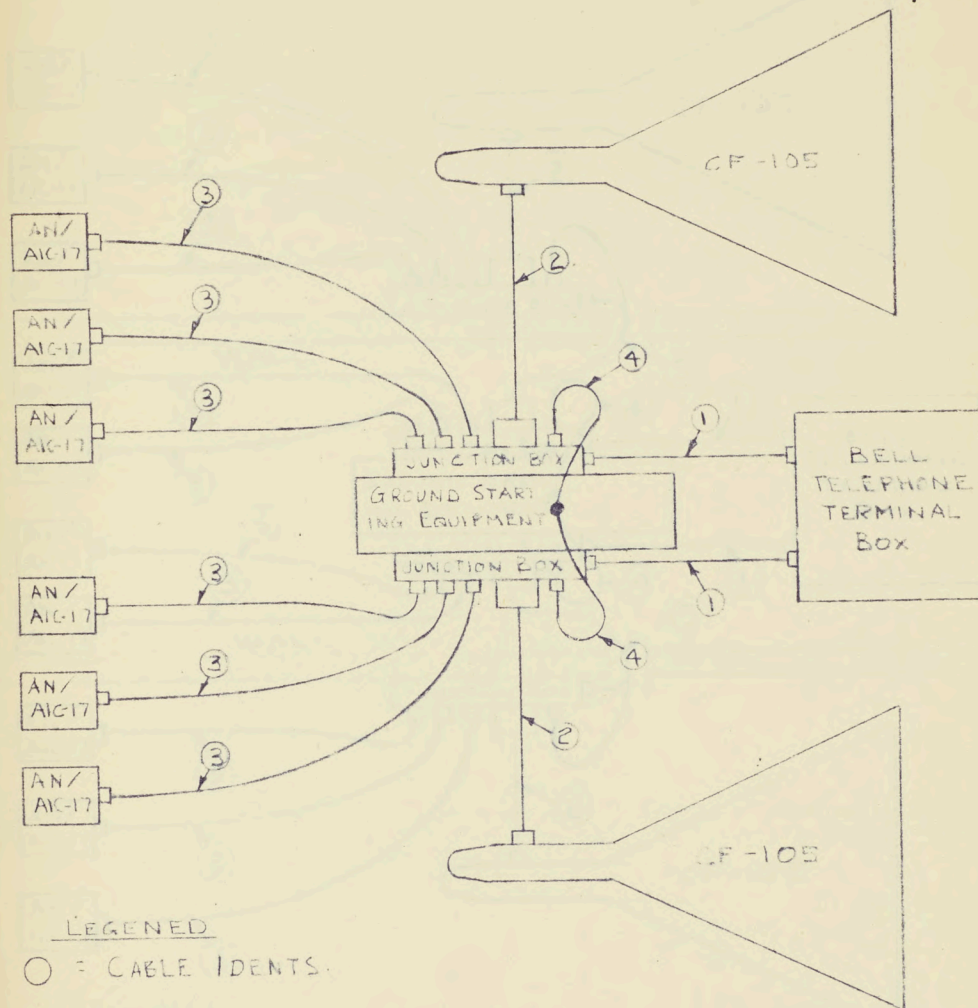 CF-105
③
AN/
AIC-17
②
③
AN/
AIC-17
④
③
AN/
AIC-17
①
JUNCTION BOX
BELL
TELEPHONE
TERMINAL
BOX
GROUND START
ING EQUIPMENT
JUNCTION BOX
③
AN/
AIC-17
①
④
③
AN/
AIC-17
②
③
AN/
AIC-17
CF-105
LEGENED
○ = CABLE IDENTS.